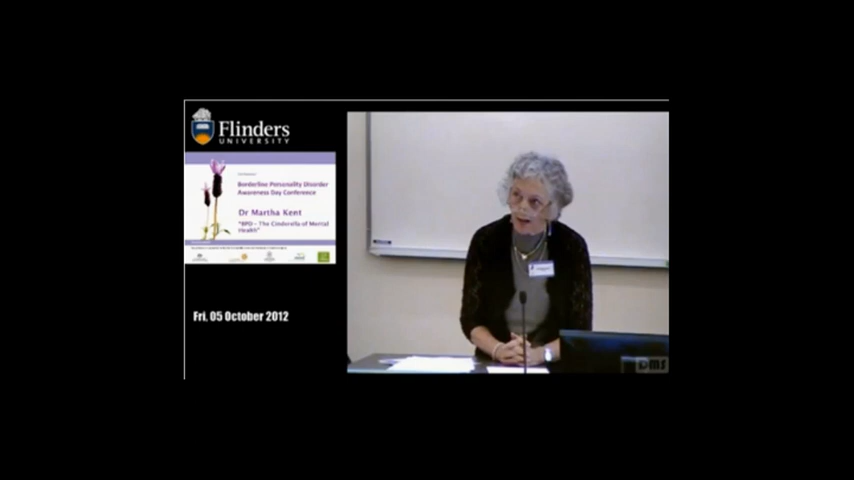 Flinders
UNIVERSITY
Borderline Personality Disorder
Awareness Day Conference
Dr Martha Kent
"BPD – The Cinderella of Mental
Health"
Fri, 05 October 2012
DMS